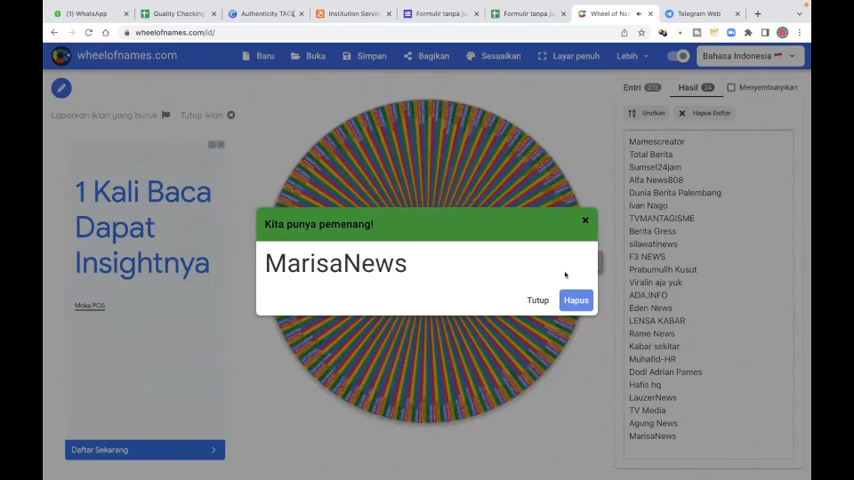 WhatsApp
Quality Checking
Authenticity TACE
Institution Servic
Formulir tanpa ju
Formulir tanpa ju
Wheel of Nam
Telegram Web
wheelofnames.com/id/
wheelofnames.com
Baru
Buka
Simpan
Bagikan
Sesuaikan
Layar penuh
Lebih
Bahasa Indonesia
Entri 273
Hasil 24
Menyembunyikan
Urutkan
Hapus Daftar
Laporkan iklan yang buruk
Tutup iklan
1 Kali Baca
Dapat
Insightnya
Moka POS
Daftar Sekarang
Kita punya pemenang!
MarisaNews
Tutup
Hapus
Mamescreator
Total Berita
Sumsel24jam
Alfa News808
Dunia Berita Palembang
Ivan Nago
TVMANTAGISME
Berita Gress
silawatinews
F3 NEWS
Prabumulih Kusut
Viralin aja yuk
ADA.INFO
Eden News
LENSA KABAR
Rame News
Kabar sekitar
Muhafid-HR
Dodi Adrian Pames
Hafis hq
LauzerNews
TV Media
Agung News
MarisaNews